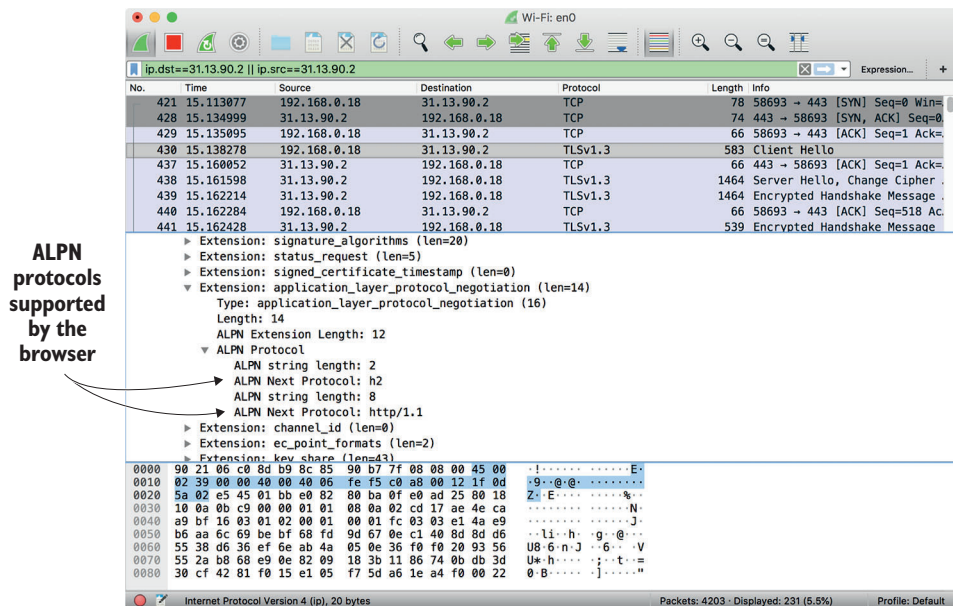 Wi-Fi: en0
ip.dst==31.13.90.2 || ip.src==31.13.90.2
Expression...
+
No. Time Source Destination Protocol Length Info
421 15.113077 192.168.0.18 31.13.90.2 TCP 78 58693 → 443 [SYN] Seq=0 Win=
428 15.134999 31.13.90.2 192.168.0.18 TCP 74 443 → 58693 [SYN, ACK] Seq=0
429 15.135095 192.168.0.18 31.13.90.2 TCP 66 58693 → 443 [ACK] Seq=1 Ack=
430 15.138278 192.168.0.18 31.13.90.2 TLSv1.3 583 Client Hello
437 15.160052 31.13.90.2 192.168.0.18 TCP 66 443 → 58693 [ACK] Seq=1 Ack=
438 15.161598 31.13.90.2 192.168.0.18 TLSv1.3 1464 Server Hello, Change Cipher
439 15.162214 31.13.90.2 192.168.0.18 TLSv1.3 1464 Encrypted Handshake Message
440 15.162284 192.168.0.18 31.13.90.2 TCP 66 58693 → 443 [ACK] Seq=518 Ac
441 15.162428 31.13.90.2 192.168.0.18 TLSv1.3 539 Encrypted Handshake Message
ALPN
protocols
supported
by the
browser
Extension: signature_algorithms (len=20)
Extension: status_request (len=5)
Extension: signed_certificate_timestamp (len=0)
Extension: application_layer_protocol_negotiation (len=14)
Type: application_layer_protocol_negotiation (16)
Length: 14
ALPN Extension Length: 12
ALPN Protocol
ALPN string length: 2
ALPN Next Protocol: h2
ALPN string length: 8
ALPN Next Protocol: http/1.1
Extension: channel_id (len=0)
Extension: ec_point_formats (len=2)
Extension: key_share (len=43)
0000 90 21 06 c0 8d b9 8c 85 90 b7 7f 08 08 00 45 00 ·!······ ······E·
0010 02 39 00 00 40 00 40 06 fe f5 c0 a8 00 12 1f 0d ·9··@·@· ········
0020 5a 02 e5 45 01 bb e0 82 80 ba 0f e0 ad 25 80 18 Z··E···· ·····%··
0030 10 0a 0b c9 00 00 01 01 08 0a 02 cd 17 ae 4e ca ········ ······N·
0040 a9 bf 16 03 01 02 00 01 00 01 fc 03 03 e1 4a e9 ········ ······J·
0050 b6 aa 6c 69 be bf 68 fd 9d 67 0e c1 40 8d 8d d6 ··li··h· ·g··@···
0060 55 38 d6 36 ef 6e ab 4a 05 0e 36 f0 f0 20 93 56 U8·6·n·J ··6·· ·V
0070 55 2a b8 68 e9 0e 82 09 18 3b 11 86 74 0b db 3d U*·h···· ·;··t··=
0080 30 cf 42 81 f0 15 e1 05 f7 5d a6 1e a4 f0 00 22 0·B····· ·]·····"
Internet Protocol Version 4 (ip), 20 bytes
Packets: 4203 · Displayed: 231 (5.5%)
Profile: Default